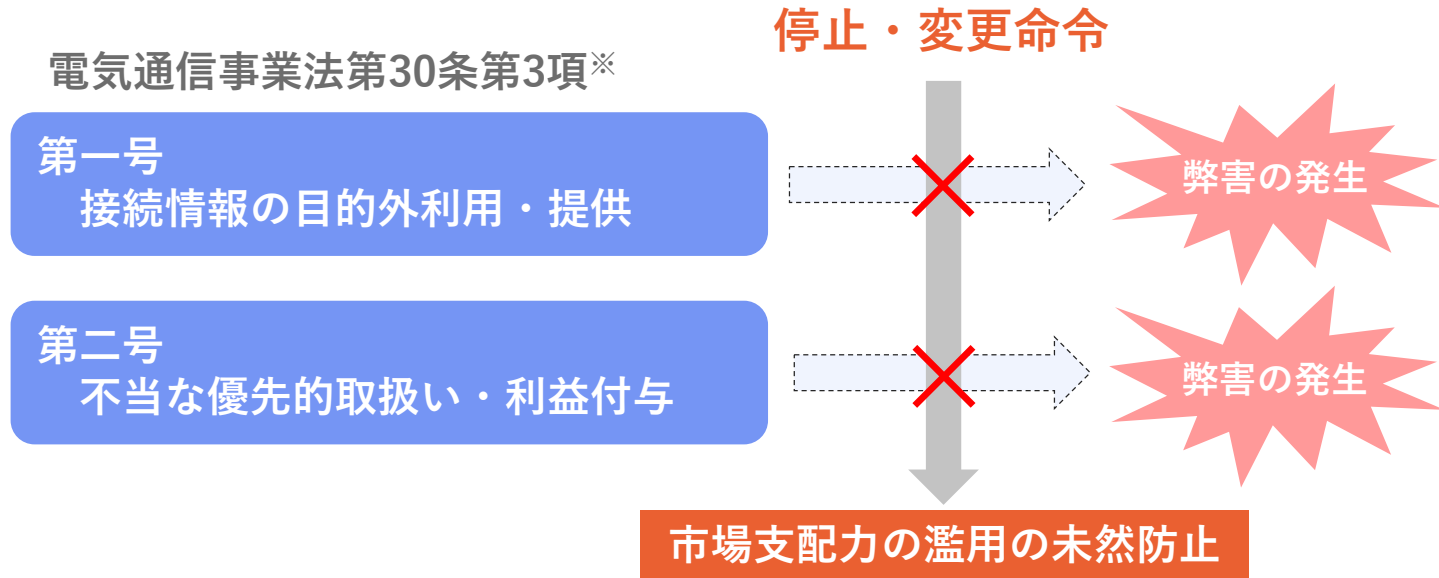 停止・変更命令
電気通信事業法第30条第3項※
第一号
接続情報の目的外利用・提供
弊害の発生
第二号
不当な優先的取扱い・利益付与
弊害の発生
市場支配力の濫用の未然防止